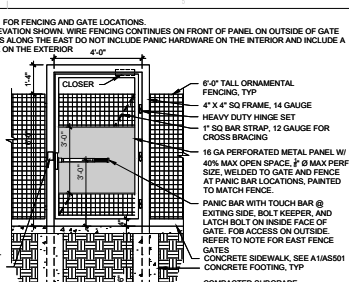 FOR FENCING AND GATE LOCATIONS.
EVATION SHOWN. WIRE FENCING CONTINUES ON FRONT OF PANEL ON OUTSIDE OF GATE
S ALONG THE EAST DO NOT INCLUDE PANIC HARDWARE ON THE INTERIOR AND INCLUDE A
ON THE EXTERIOR
4'-0"
1'-4"
CLOSER
3'-0"
3'-0"
6'-0" TALL ORNAMENTAL
FENCING, TYP
4" X 4" SQ FRAME, 14 GAUGE
HEAVY DUTY HINGE SET
1" SQ BAR STRAP, 12 GAUGE FOR
CROSS BRACING
16 GA PERFORATED METAL PANEL W/
40% MAX OPEN SPACE, Ø MAX PERF
SIZE, WELDED TO GATE AND FENCE
AT PANIC BAR LOCATIONS, PAINTED
TO MATCH FENCE.
PANIC BAR WITH TOUCH BAR @
EXITING SIDE, BOLT KEEPER, AND
LATCH BOLT ON INSIDE FACE OF
GATE. FOB ACCESS ON OUTSIDE.
REFER TO NOTE FOR EAST FENCE
GATES
CONCRETE SIDEWALK, SEE A1/AS501
CONCRETE FOOTING, TYP